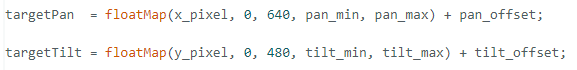 targetPan  = floatMap(x_pixel, 0, 640, pan_min, pan_max) + pan_offset;
targetTilt = floatMap(y_pixel, 0, 480, tilt_min, tilt_max) + tilt_offset;